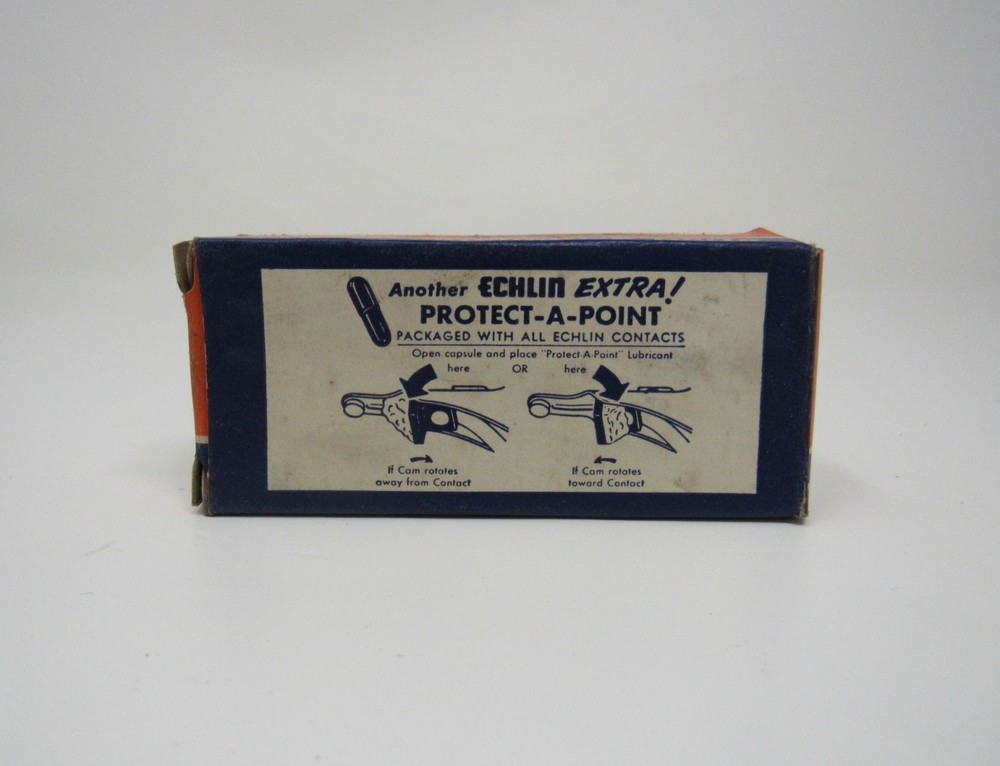 Another ECHLIN EXTRA!
PROTECT-A-POINT
PACKAGED WITH ALL ECHLIN CONTACTS
Open capsule and place "Protect-A-Point" Lubricant
here OR here
If Cam rotates
away from Contact
If Cam rotates
toward Contact